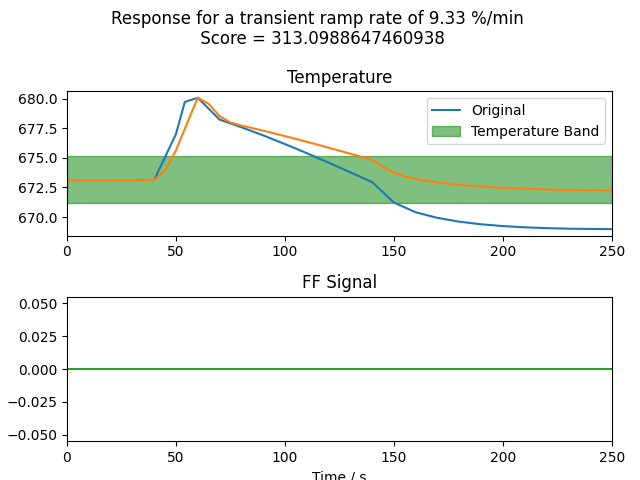 Response for a transient ramp rate of 9.33 %/min
Score = 313.0988647460938
Temperature
680.0
677.5
675.0
672.5
670.0
Original
Temperature Band
0 50 100 150 200 250
FF Signal
0.050
0.025
0.000
−0.025
−0.050
0 50 100 150 200 250
Time / s